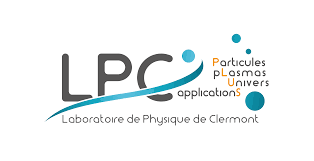 LPC
Particules
pLasmas
Univers
applicationS
Laboratoire de Physique de Clermont